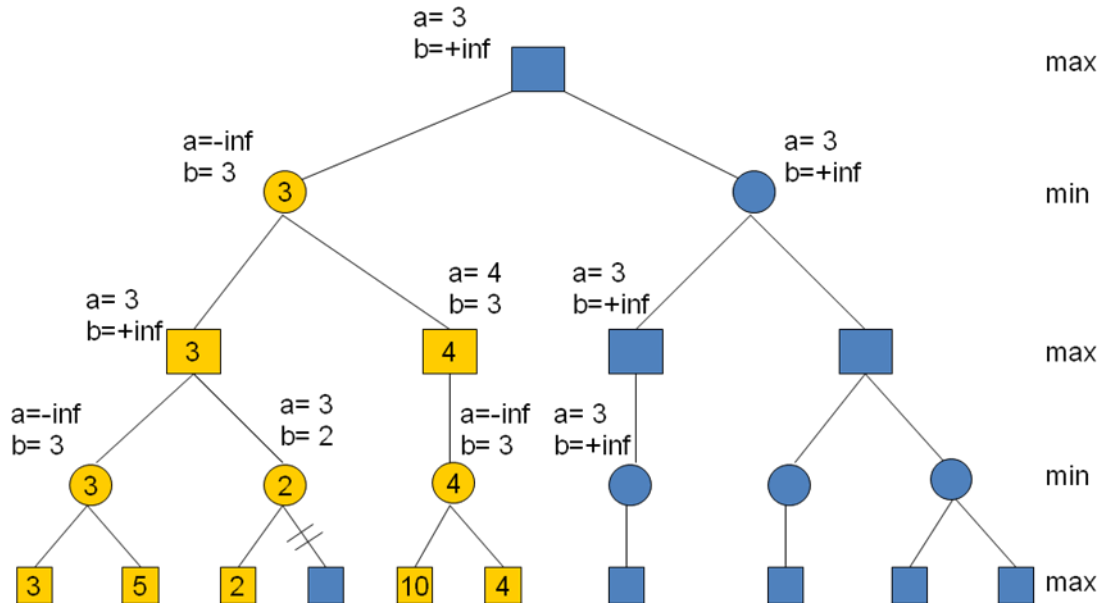 a= 3
b=+inf
max
a=-inf
b= 3
a= 3
b=+inf
3
min
a= 3
b=+inf
a= 4
b= 3
a= 3
b=+inf
3
4
max
a=-inf
b= 3
a= 3
b= 2
a=-inf
b= 3
a= 3
b=+inf
3
2
4
min
3
5
2
10
4
max